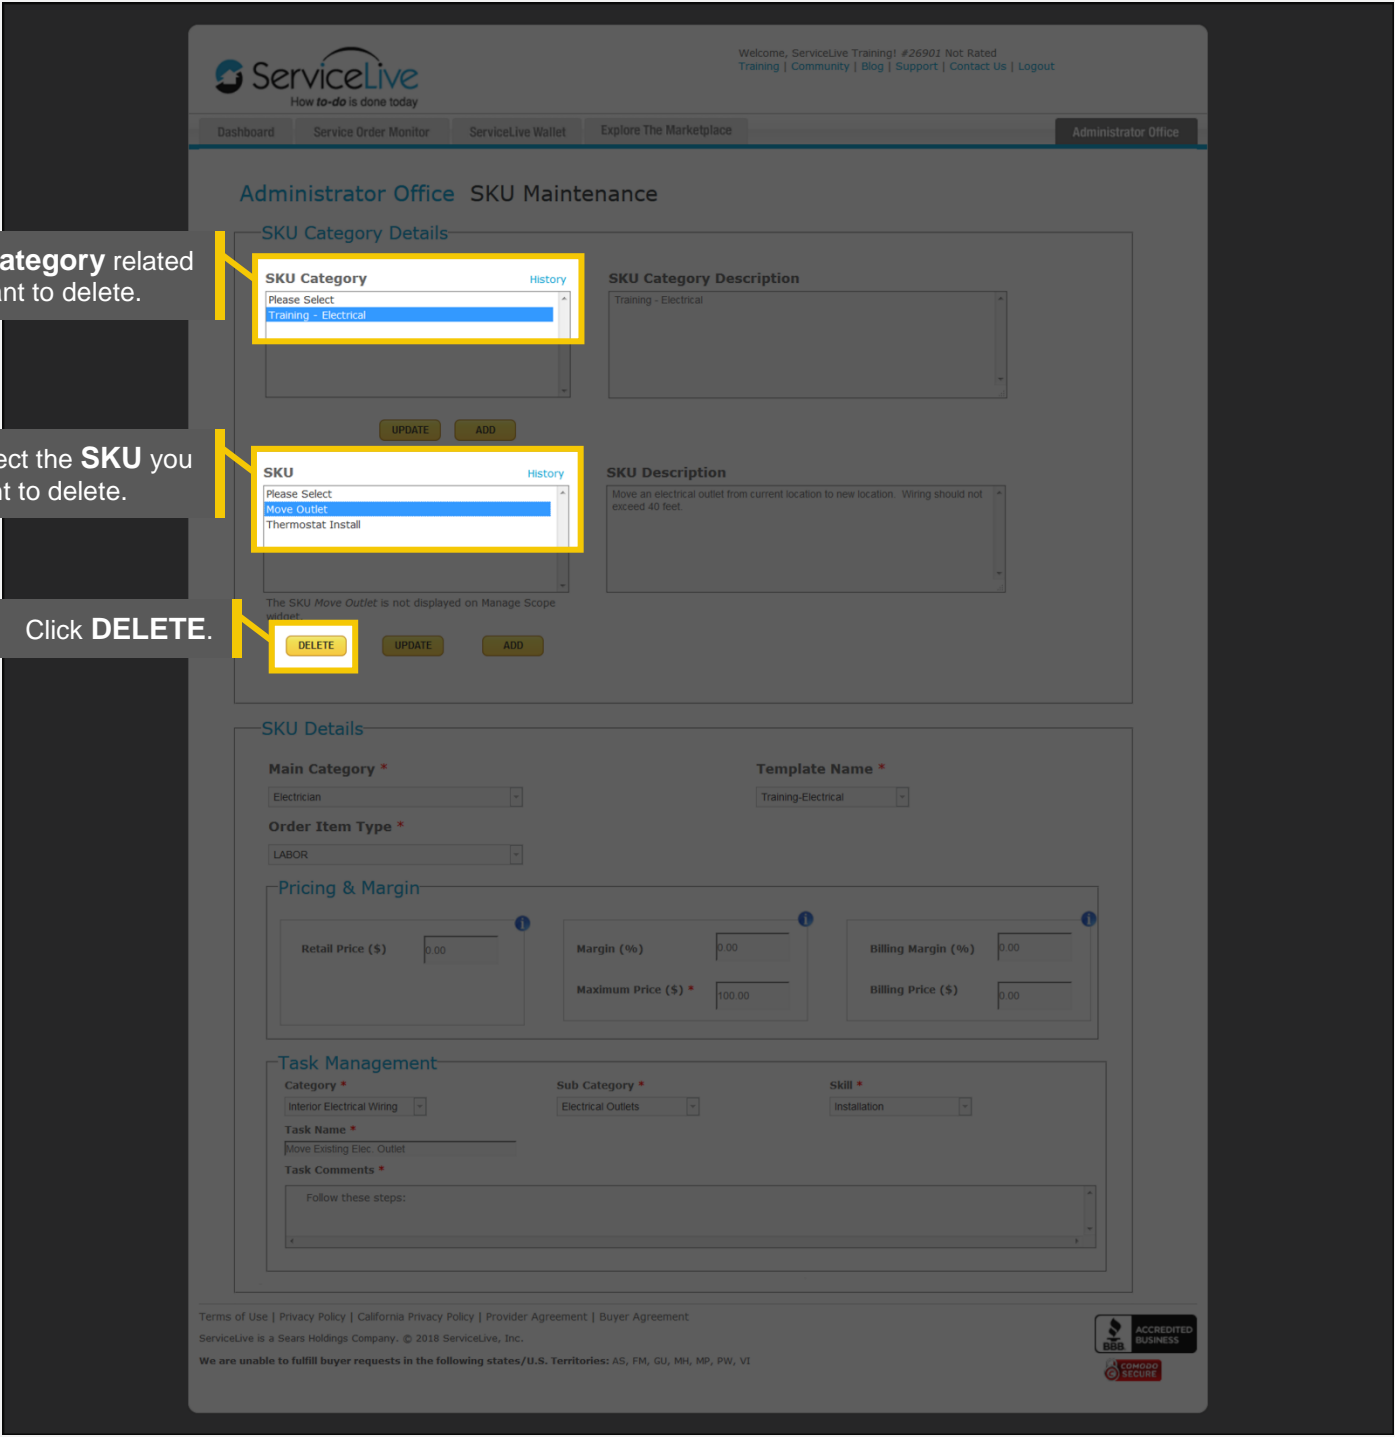 ServiceLive
How to-do is done today
Welcome, ServiceLive Training! #26901 Not Rated
Training | Community | Blog | Support | Contact Us | Logout
Dashboard Service Order Monitor ServiceLive Wallet Explore The Marketplace Administrator Office
Administrator Office SKU Maintenance
SKU Category Details
ategory related
ant to delete.
SKU Category History
Please Select
Training - Electrical
SKU Category Description
Training - Electrical
UPDATE ADD
ect the SKU you
nt to delete.
SKU History
Please Select
Move Outlet
Thermostat Install
SKU Description
Move an electrical outlet from current location to new location. Wiring should not
exceed 40 feet.
The SKU Move Outlet is not displayed on Manage Scope
widget.
Click DELETE.
DELETE UPDATE ADD
SKU Details
Main Category * Template Name *
Electrician Training-Electrical
Order Item Type *
LABOR
Pricing & Margin
Retail Price ($) 0.00
Margin (%) 0.00
Maximum Price ($) * 100.00
Billing Margin (%) 0.00
Billing Price ($) 0.00
Task Management
Category * Sub Category * Skill *
Interior Electrical Wiring Electrical Outlets Installation
Task Name *
Move Existing Elec. Outlet
Task Comments *
Follow these steps:
Terms of Use | Privacy Policy | California Privacy Policy | Provider Agreement | Buyer Agreement
ServiceLive is a Sears Holdings Company. © 2018 ServiceLive, Inc.
We are unable to fulfill buyer requests in the following states/U.S. Territories: AS, FM, GU, MH, MP, PW, VI
BBB. ACCREDITED
BUSINESS
COMODO
SECURE